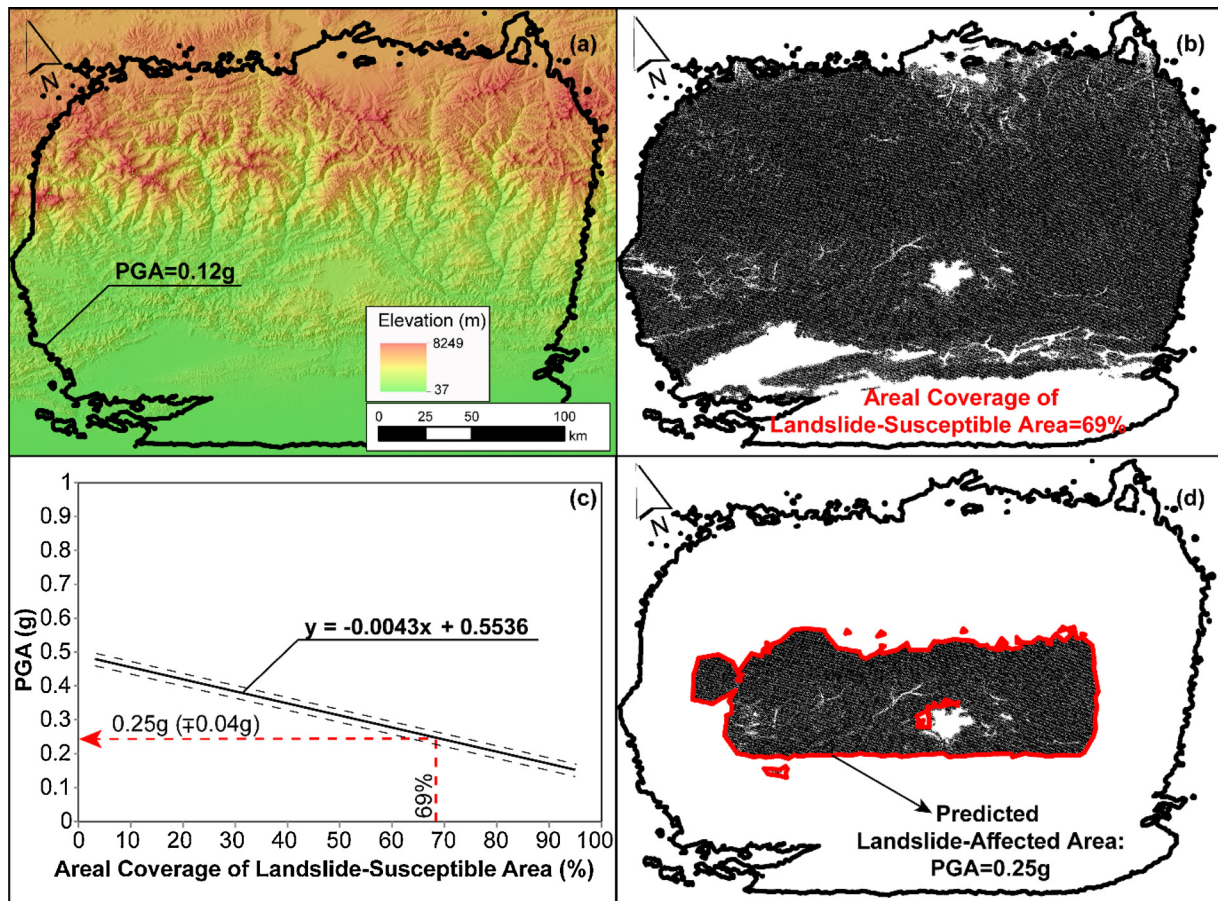 (a)
N
PGA=0.12g
Elevation (m)
8249
37
0 25 50 100
km
(b)
N
Areal Coverage of
Landslide-Susceptible Area=69%
(c)
1
0.9
0.8
0.7
0.6
0.5
0.4
0.3
0.2
0.1
0
PGA (g)
y = -0.0043x + 0.5536
0.25g (∓0.04g)
69%
0 10 20 30 40 50 60 70 80 90 100
Areal Coverage of Landslide-Susceptible Area (%)
(d)
N
Predicted
Landslide-Affected Area:
PGA=0.25g